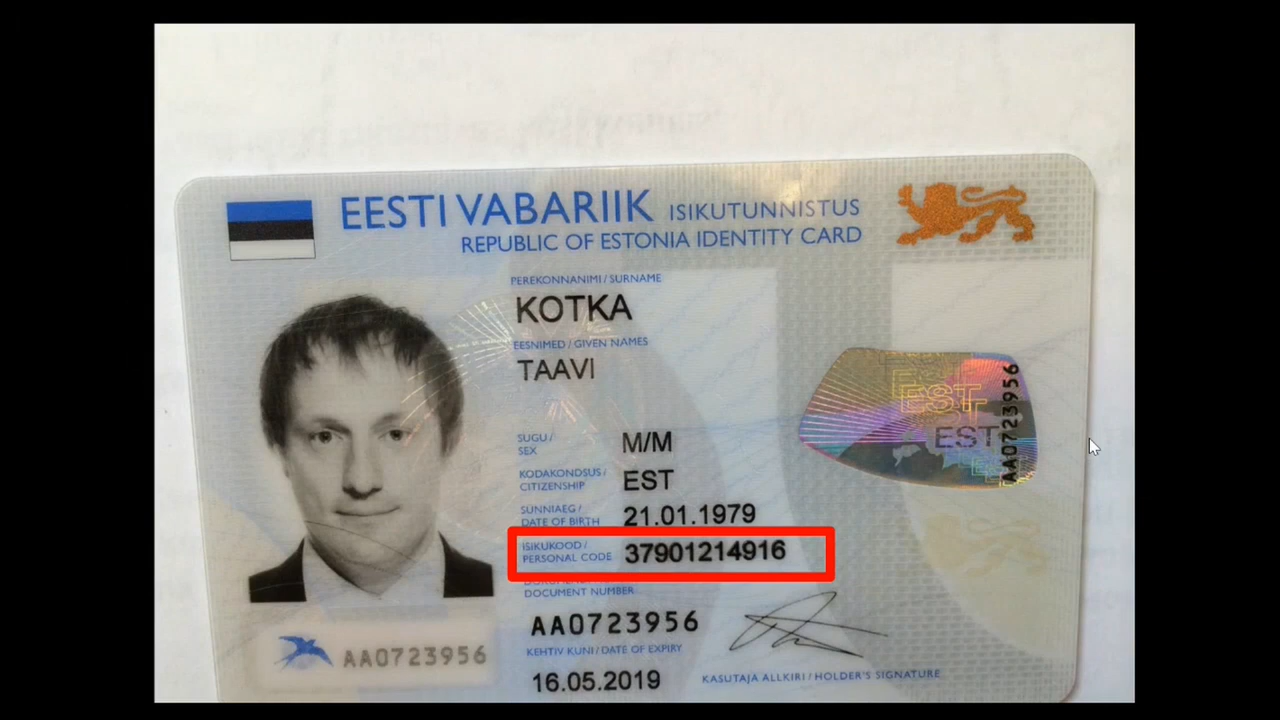 EESTI VABARIIK ISIKUTUNNISTUS
REPUBLIC OF ESTONIA IDENTITY CARD
PEREKONNANIMI / SURNAME
KOTKA
EESNIMED / GIVEN NAMES
TAAVI
SUGU /
SEX
M/M
KODAKONDSUS /
CITIZENSHIP
EST
SÜNNIAEG /
DATE OF BIRTH
21.01.1979
ISIKUKOOD /
PERSONAL CODE
37901214916
DOCUMENT NUMBER
AA0723956
KEHTIV KUNI / DATE OF EXPIRY
16.05.2019
KASUTAJA ALLKIRI / HOLDER'S SIGNATURE
AA0723956
EST
EST
AA0723956